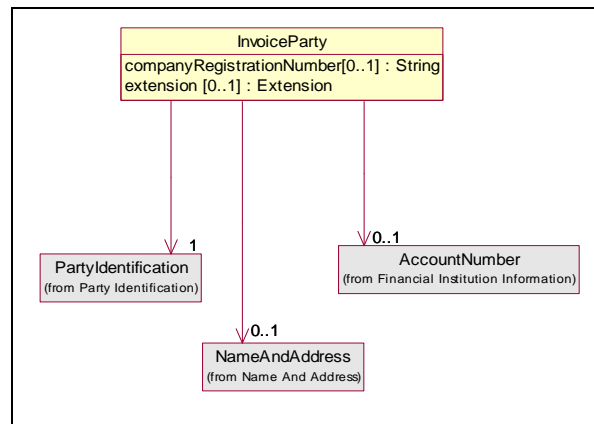 InvoiceParty
companyRegistrationNumber[0..1] : String
extension [0..1] : Extension
1
PartyIdentification
(from Party Identification)
0..1
AccountNumber
(from Financial Institution Information)
0..1
NameAndAddress
(from Name And Address)